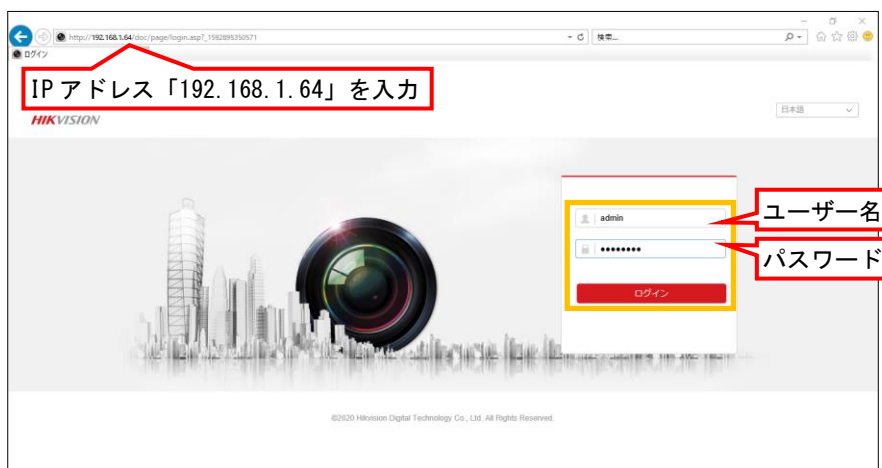 http://192.168.1.64/doc/page/login.asp?_1592895350571
検索...
ログイン
IP アドレス「192.168.1.64」を入力
HIKVISION
日本語
admin
ユーザー名
••••••••
パスワード
ログイン
©2020 Hikvision Digital Technology Co., Ltd. All Rights Reserved.